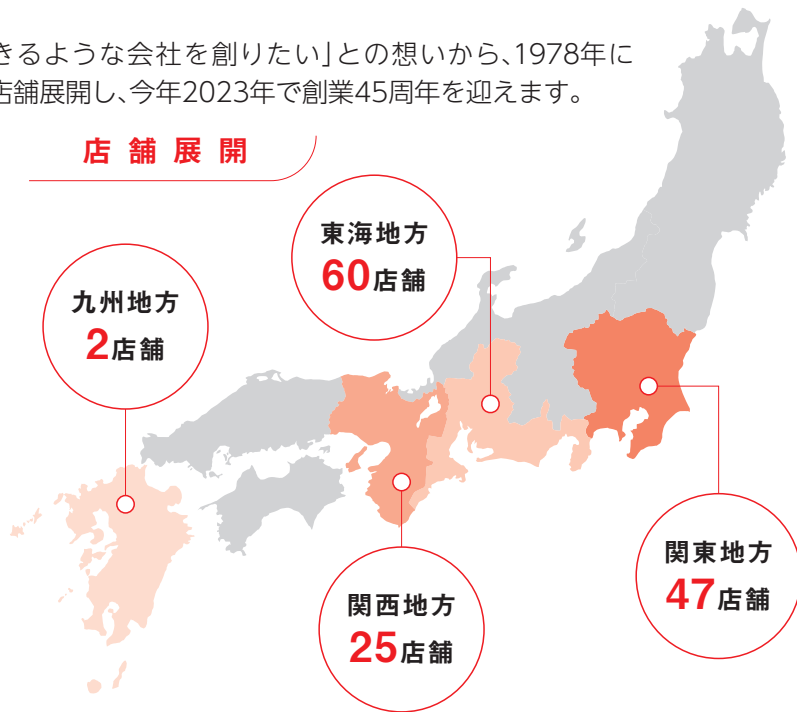 きるような会社を創りたい」との想いから、1978年に
店舗展開し、今年2023年で創業45周年を迎えます。
店舗展開
東海地方
60店舗
九州地方
2店舗
関東地方
47店舗
関西地方
25店舗